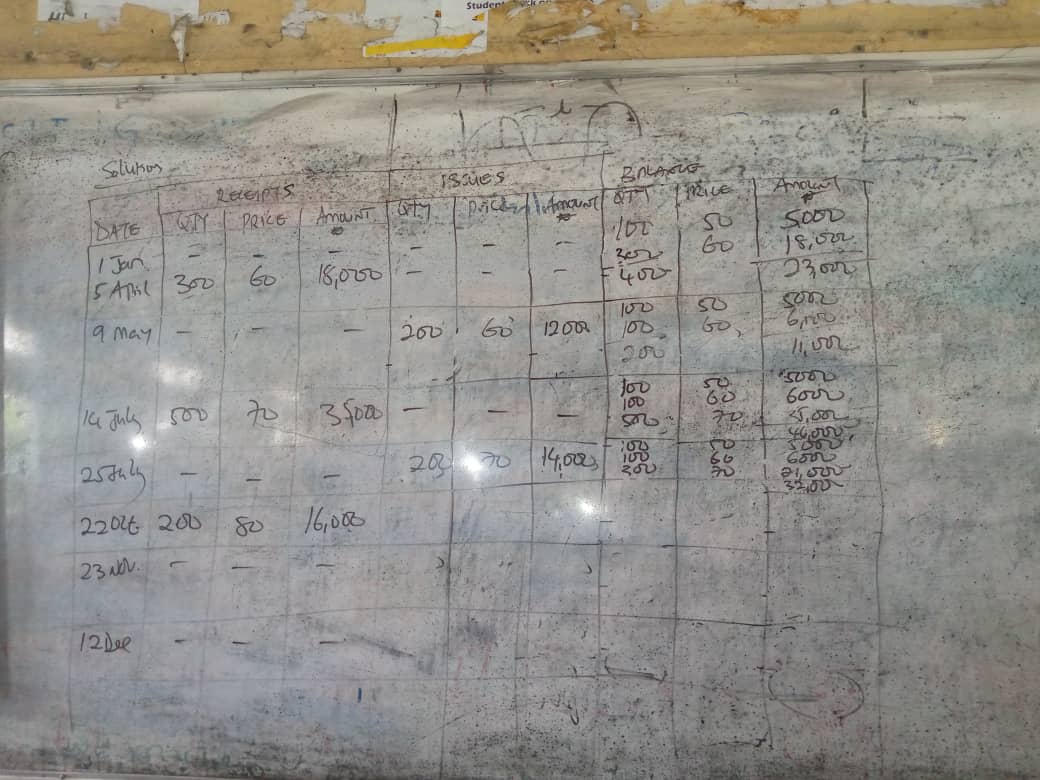 Student
Solution
RECEIPTS ISSUES BALANCE
DATE QTY PRICE AMOUNT QTY PRICE AMOUNT QTY PRICE AMOUNT
1 Jan - - - - - - 100 50 5000
5 April 300 60 18,000 - - - 300 60 18,000
400 23,000
100 50 5000
9 May - - - 200 60 12000 100 60 6,000
200 11,000
100 50 5000
100 60 6000
14 July 500 70 35000 - - - 500 70 35,000
46,000
100 50 5000
25 July - - - 200 70 14,000 100 60 6000
300 70 21,000
32,000
22 Oct. 200 80 16,000
23 Nov. - - -
12 Dec - - -